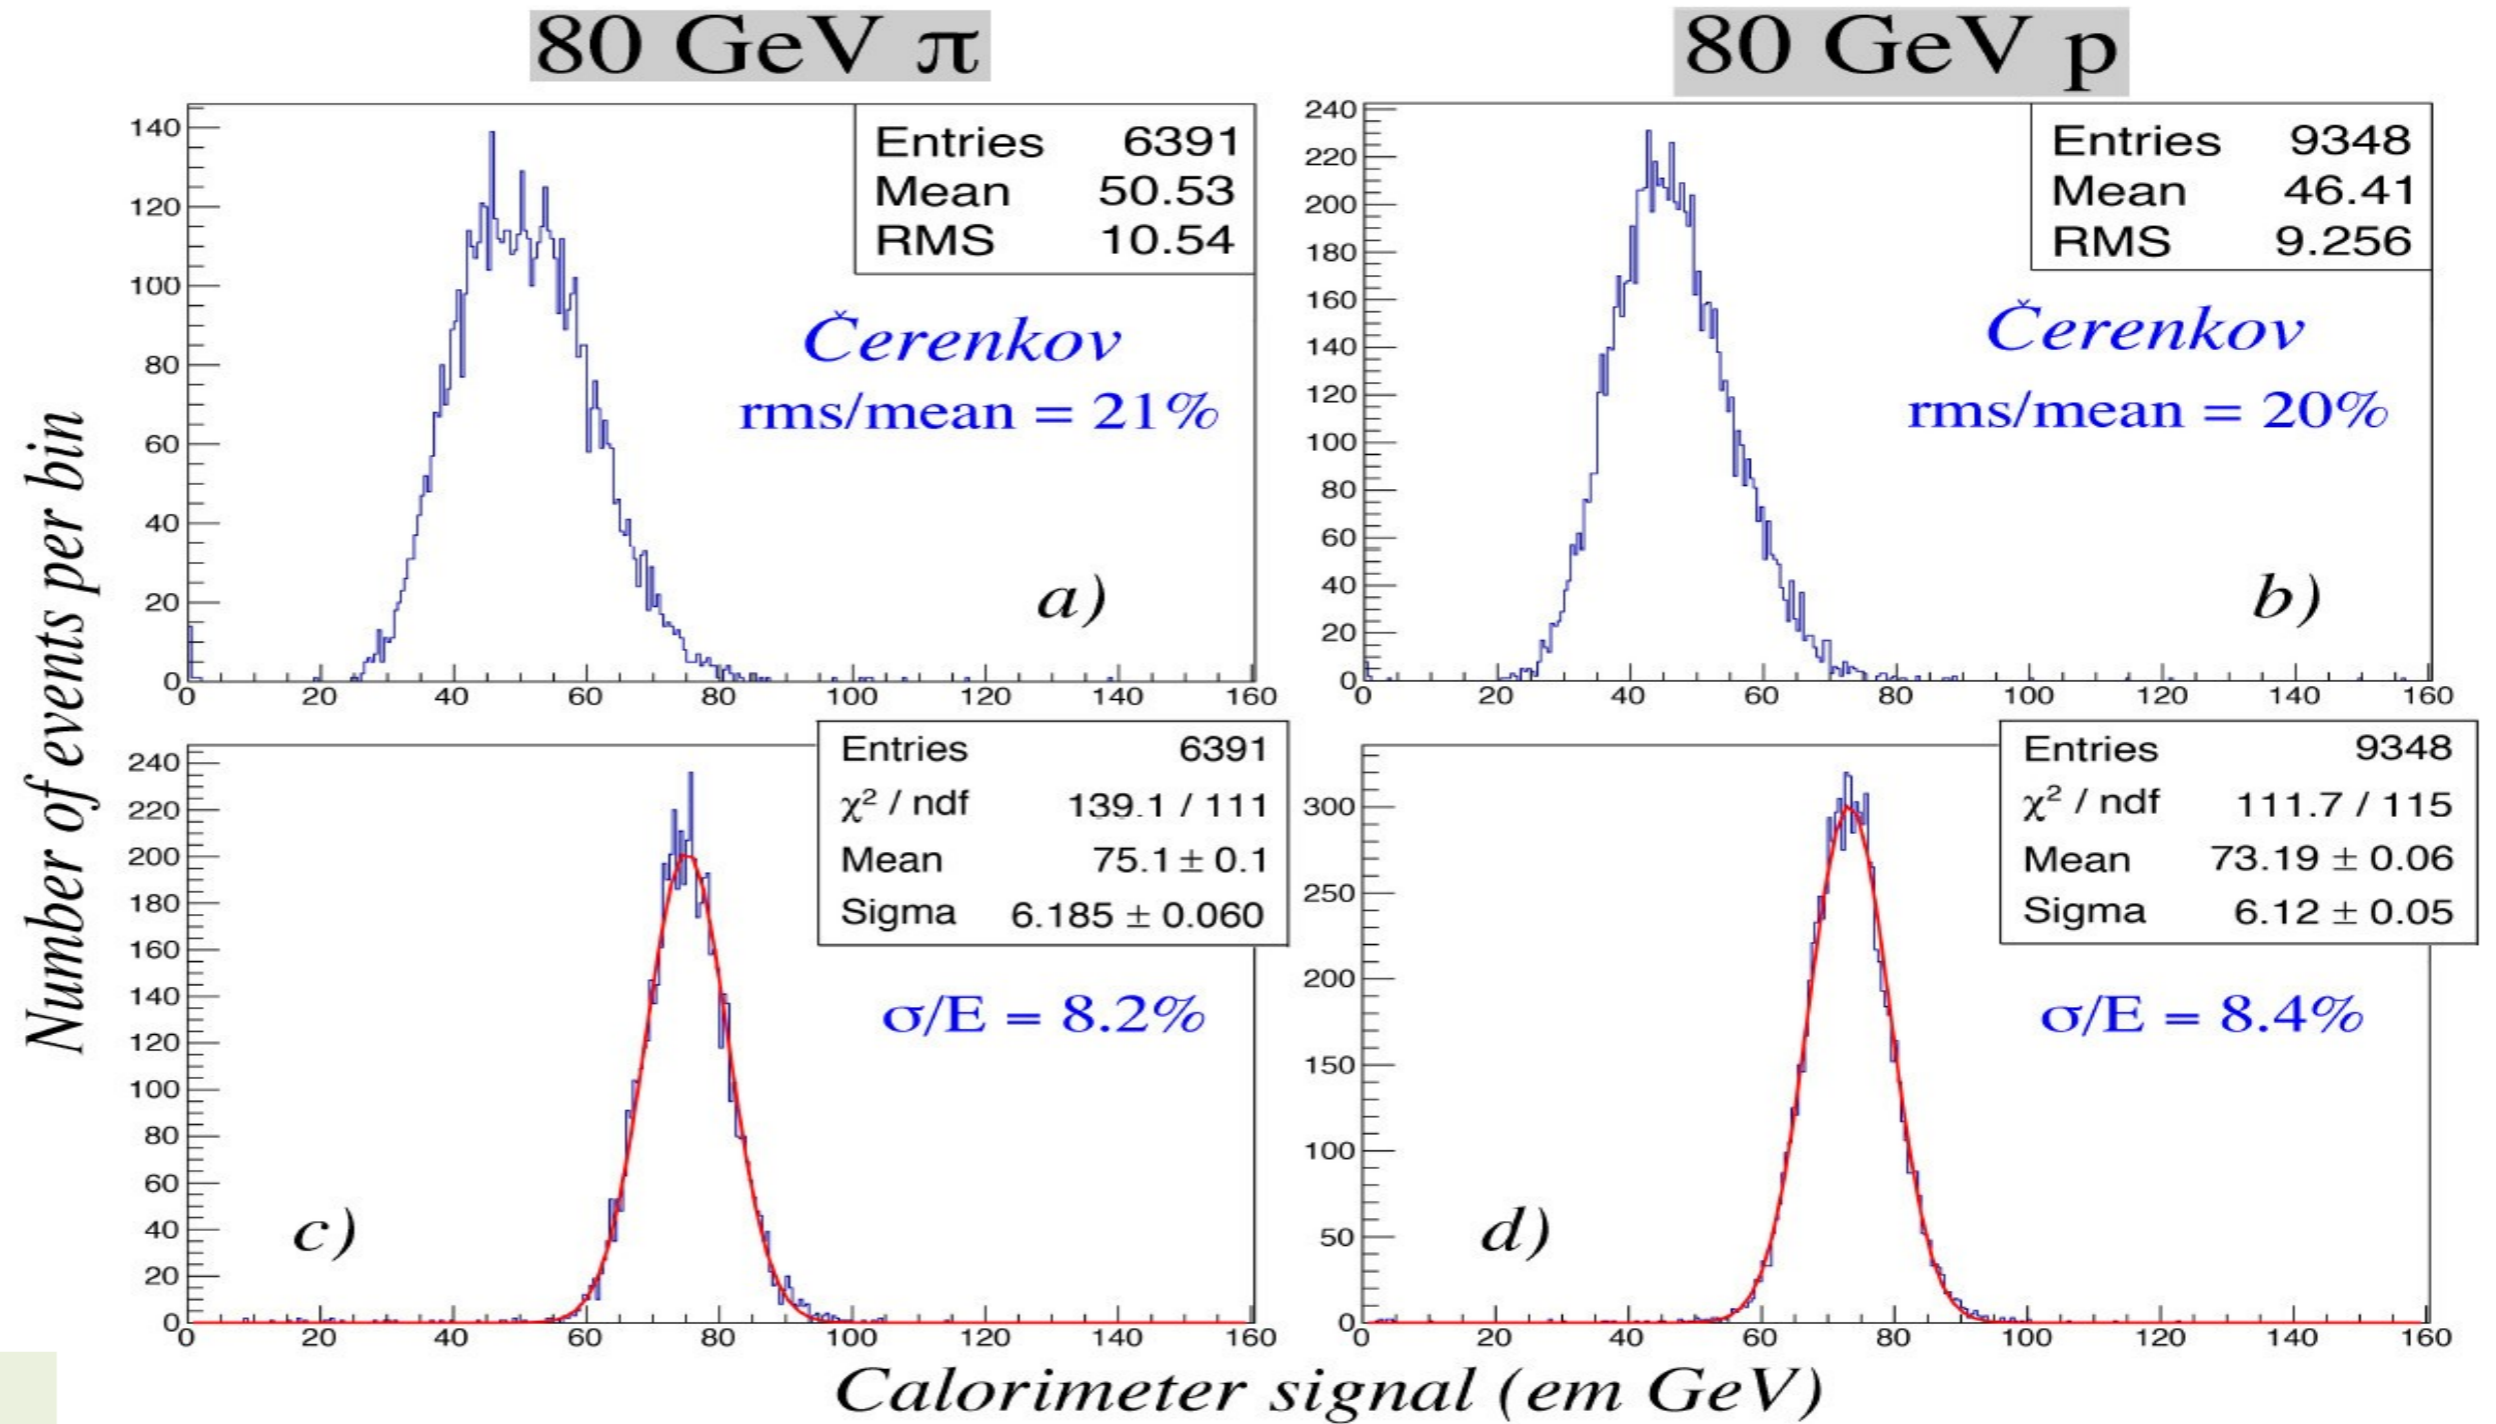 80 GeV π
80 GeV p
Number of events per bin
140
120
100
80
60
40
20
0
0 20 40 60 80 100 120 140 160
Entries 6391
Mean 50.53
RMS 10.54
Čerenkov
rms/mean = 21%
a)
240
220
200
180
160
140
120
100
80
60
40
20
0
0 20 40 60 80 100 120 140 160
Entries 9348
Mean 46.41
RMS 9.256
Čerenkov
rms/mean = 20%
b)
240
220
200
180
160
140
120
100
80
60
40
20
0
0 20 40 60 80 100 120 140 160
Entries 6391
χ² / ndf 139.1 / 111
Mean 75.1 ± 0.1
Sigma 6.185 ± 0.060
σ/E = 8.2%
c)
300
250
200
150
100
50
0
0 20 40 60 80 100 120 140 160
Entries 9348
χ² / ndf 111.7 / 115
Mean 73.19 ± 0.06
Sigma 6.12 ± 0.05
σ/E = 8.4%
d)
Calorimeter signal (em GeV)